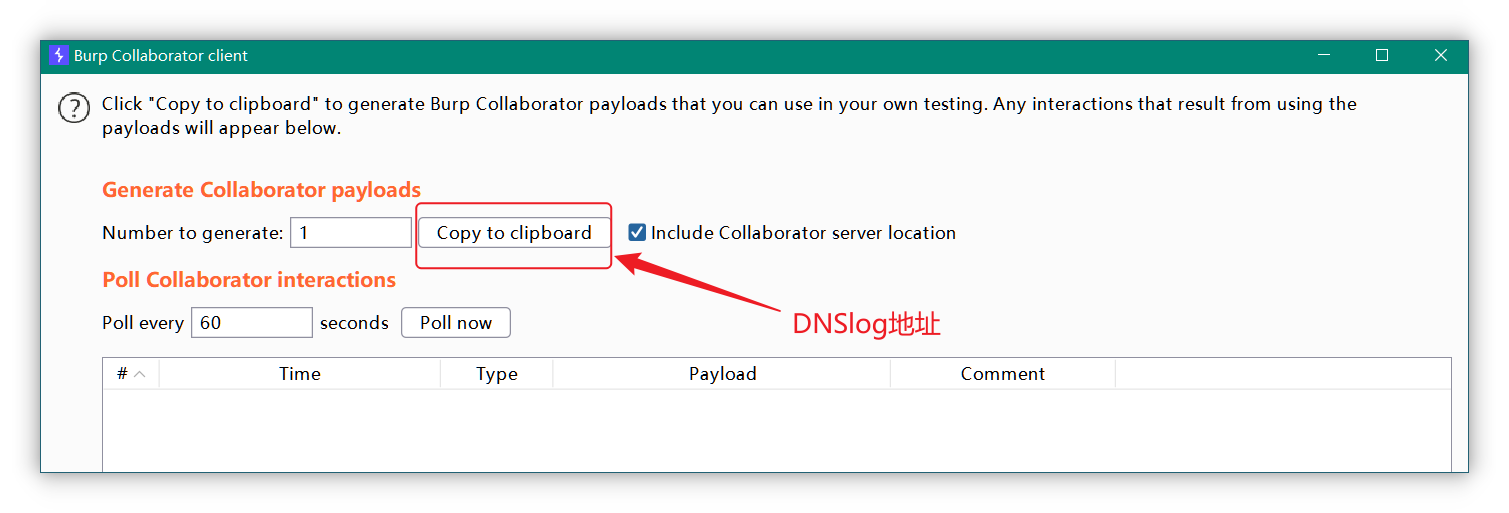 Burp Collaborator client
Click "Copy to clipboard" to generate Burp Collaborator payloads that you can use in your own testing. Any interactions that result from using the
payloads will appear below.
Generate Collaborator payloads
Number to generate: 1 Copy to clipboard Include Collaborator server location
Poll Collaborator interactions
Poll every 60 seconds Poll now
DNSlog地址
# Time Type Payload Comment